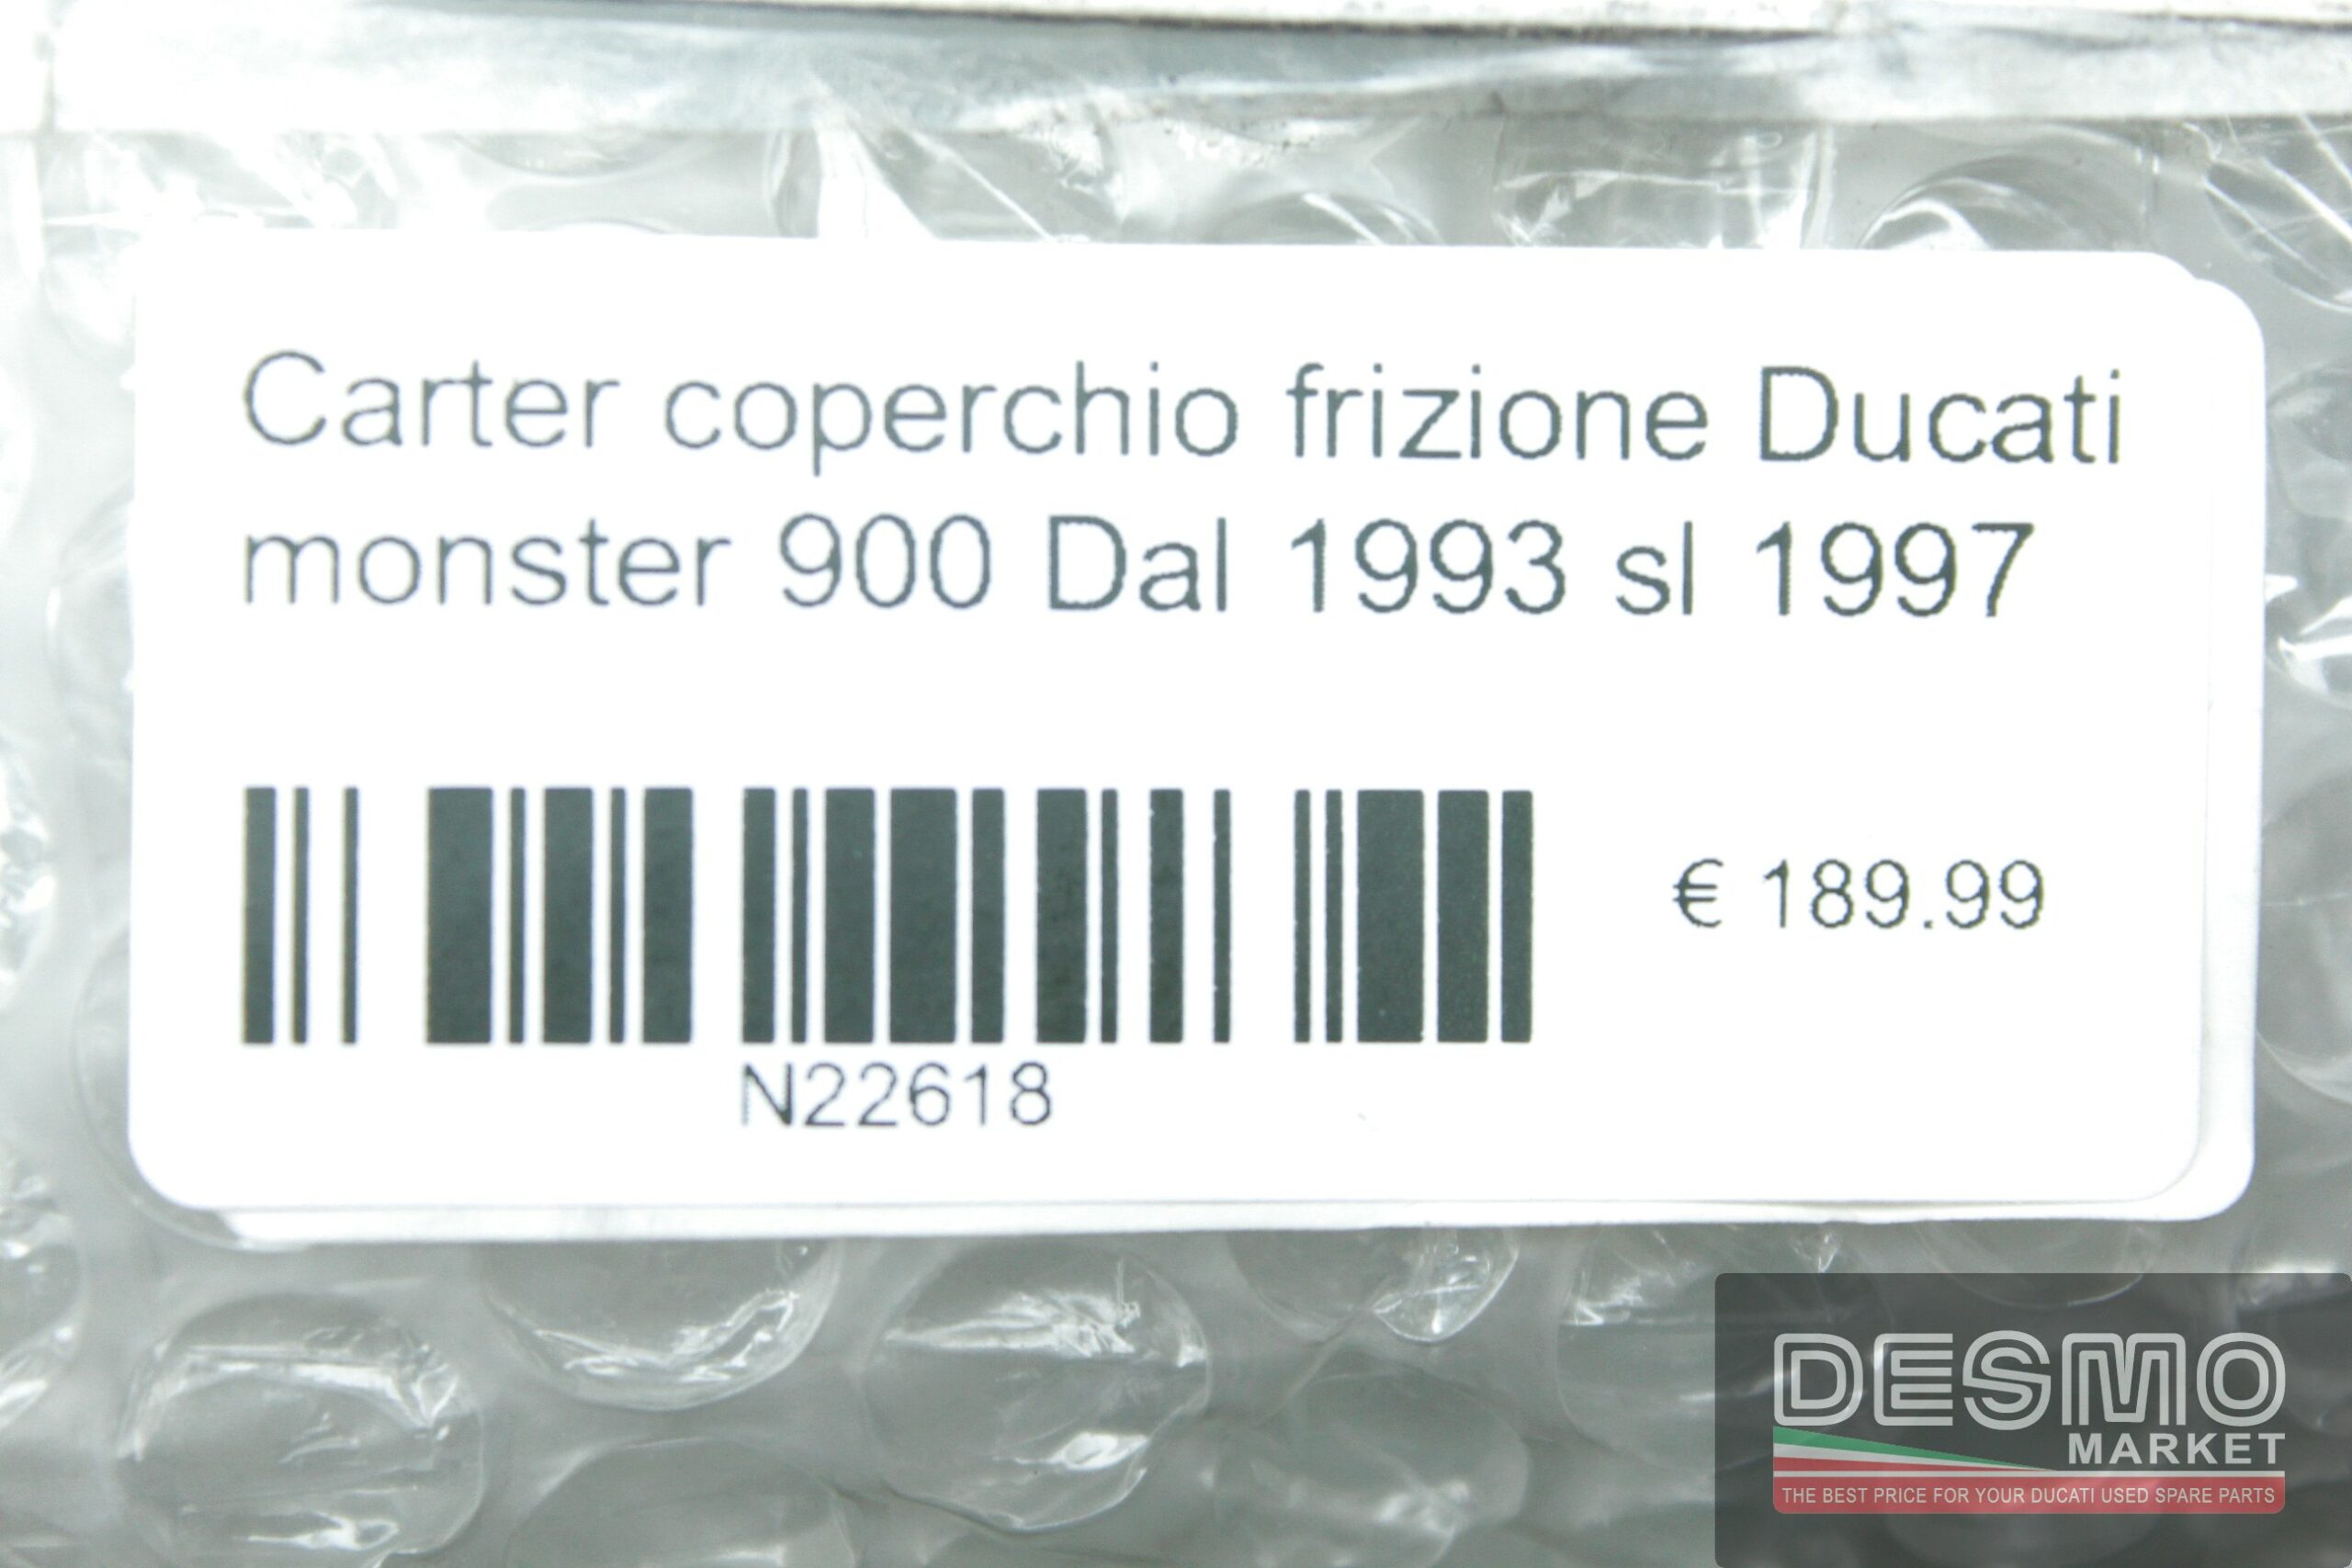 Carter coperchio frizione Ducati
monster 900 Dal 1993 sl 1997
€ 189.99
N22618
DESMO
MARKET
THE BEST PRICE FOR YOUR DUCATI USED SPARE PARTS